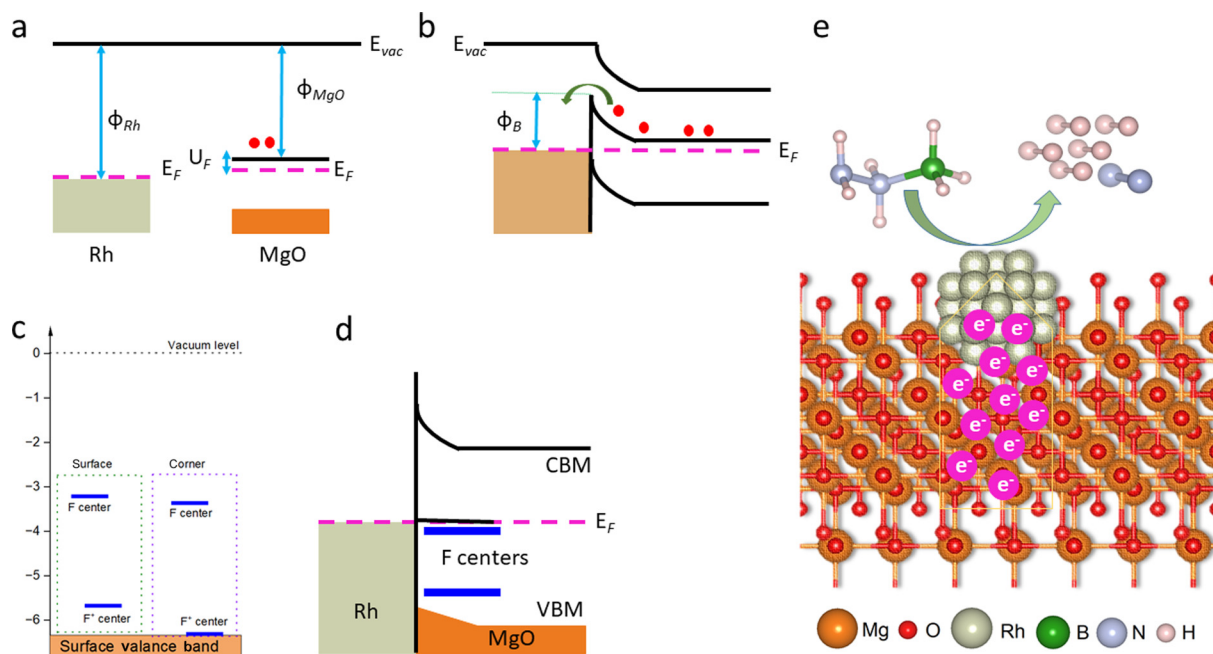 a
E_vac
ϕ_Rh
ϕ_MgO
U_F
E_F
E_F
Rh
MgO
b
E_vac
ϕ_B
E_F
c
0
Vacuum level
−1
−2
Surface
Corner
−3
F center
F center
−4
−5
F⁺ center
F⁺ center
−6
Surface valance band
d
CBM
E_F
F centers
Rh
VBM
MgO
e
e⁻
e⁻
e⁻
e⁻
e⁻
e⁻
e⁻
e⁻
e⁻
e⁻
e⁻
Mg
O
Rh
B
N
H